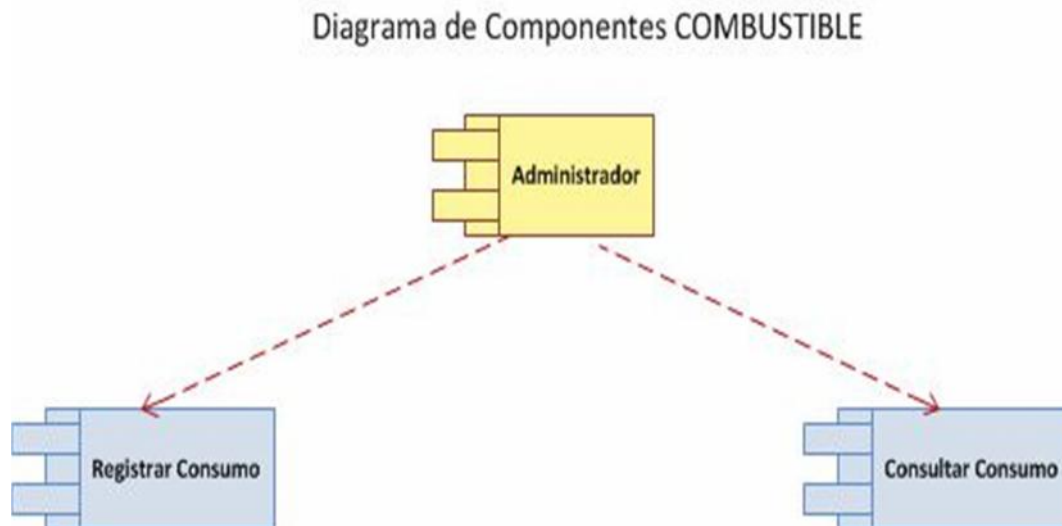 Diagrama de Componentes COMBUSTIBLE
Administrador
Registrar Consumo
Consultar Consumo